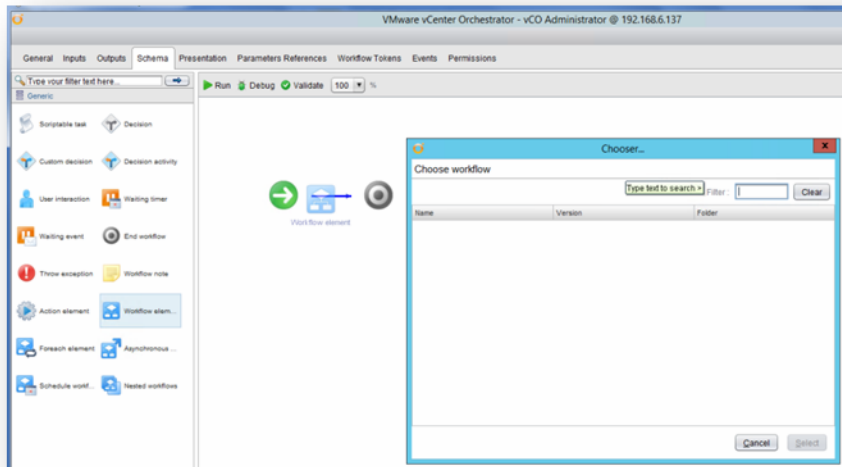 VMware vCenter Orchestrator - vCO Administrator @ 192.168.6.137
General Inputs Outputs Schema Presentation Parameters References Workflow Tokens Events Permissions
Type your filter text here...
Run Debug Validate 100 %
Generic
Scriptable task Decision
Custom decision Decision activity
User interaction Waiting timer
Waiting event End workflow
Throw exception Workflow note
Action element Workflow elem...
Foreach element Asynchronous ...
Schedule workf... Nested workflows
Workflow element
Chooser...
X
Choose workflow
Type text to search > Filter : Clear
Name Version Folder
Cancel Select